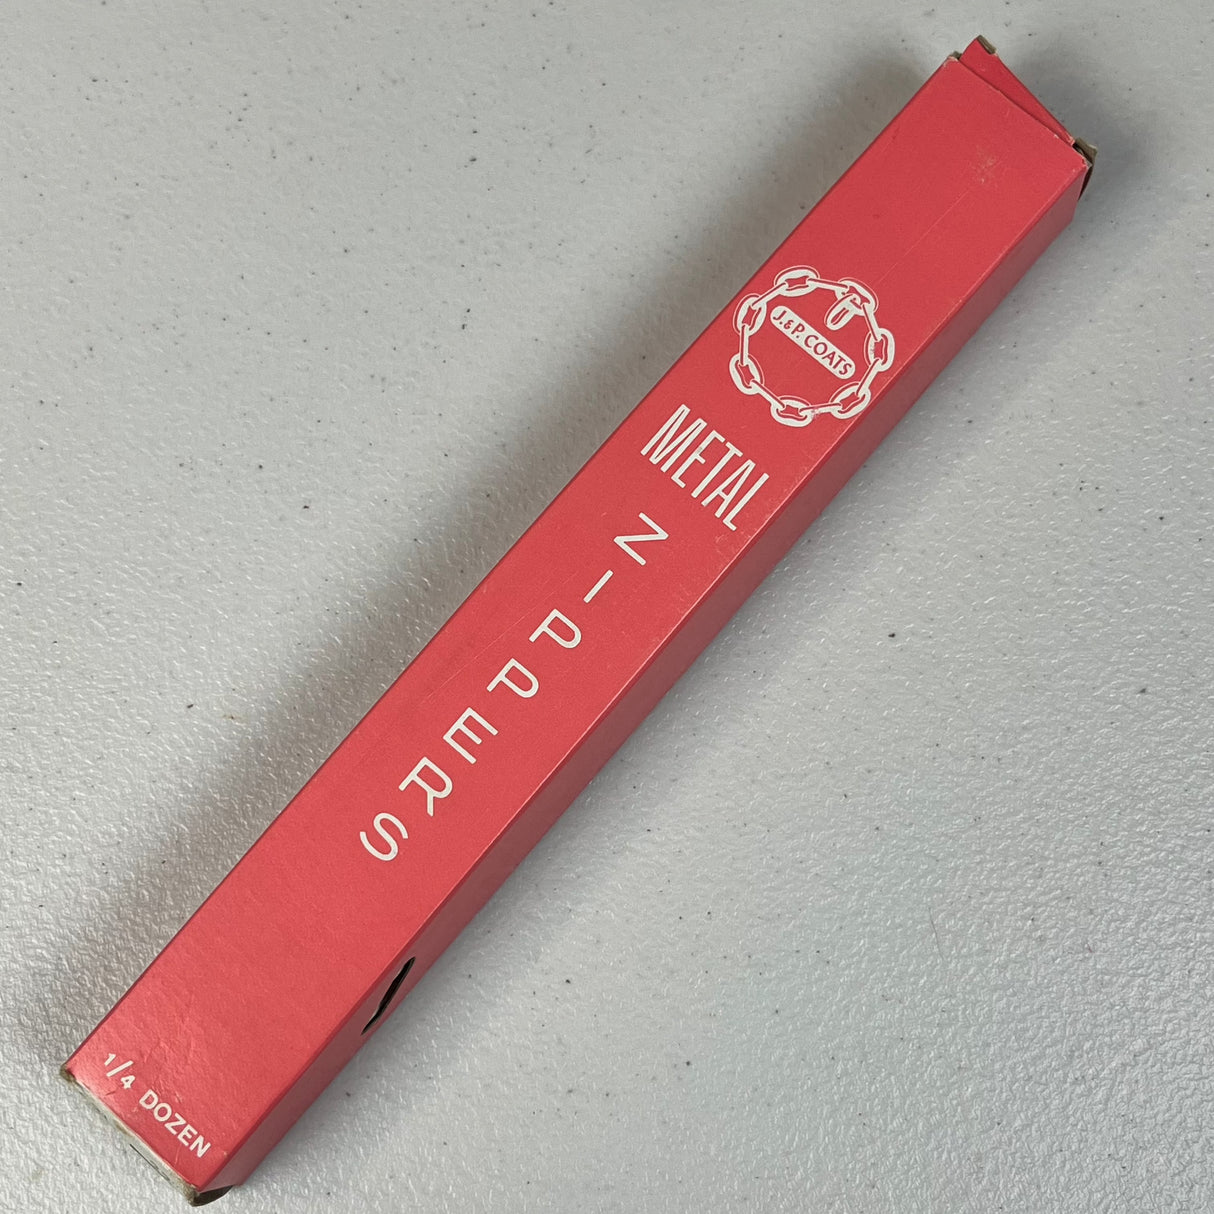 J. & P. COATS
METAL
ZIPPERS
1/4 DOZEN